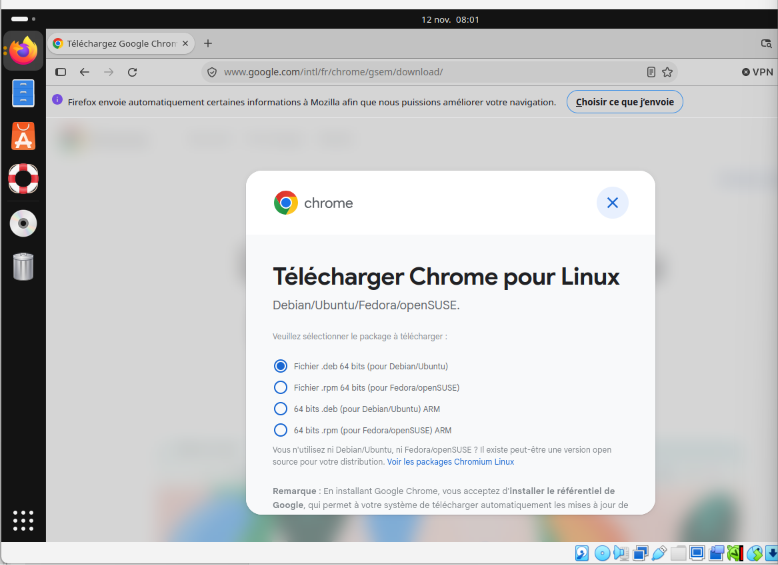 12 nov. 08:01
Téléchargez Google Chrom
www.google.com/intl/fr/chrome/gsem/download/
VPN
Firefox envoie automatiquement certaines informations à Mozilla afin que nous puissions améliorer votre navigation.
Choisir ce que j'envoie
chrome
Télécharger Chrome pour Linux
Debian/Ubuntu/Fedora/openSUSE.
Veuillez sélectionner le package à télécharger :
Fichier .deb 64 bits (pour Debian/Ubuntu)
Fichier .rpm 64 bits (pour Fedora/openSUSE)
64 bits .deb (pour Debian/Ubuntu) ARM
64 bits .rpm (pour Fedora/openSUSE) ARM
Vous n'utilisez ni Debian/Ubuntu, ni Fedora/openSUSE ? Il existe peut-être une version open
source pour votre distribution. Voir les packages Chromium Linux
Remarque : En installant Google Chrome, vous acceptez d'installer le référentiel de
Google, qui permet à votre système de télécharger automatiquement les mises à jour de